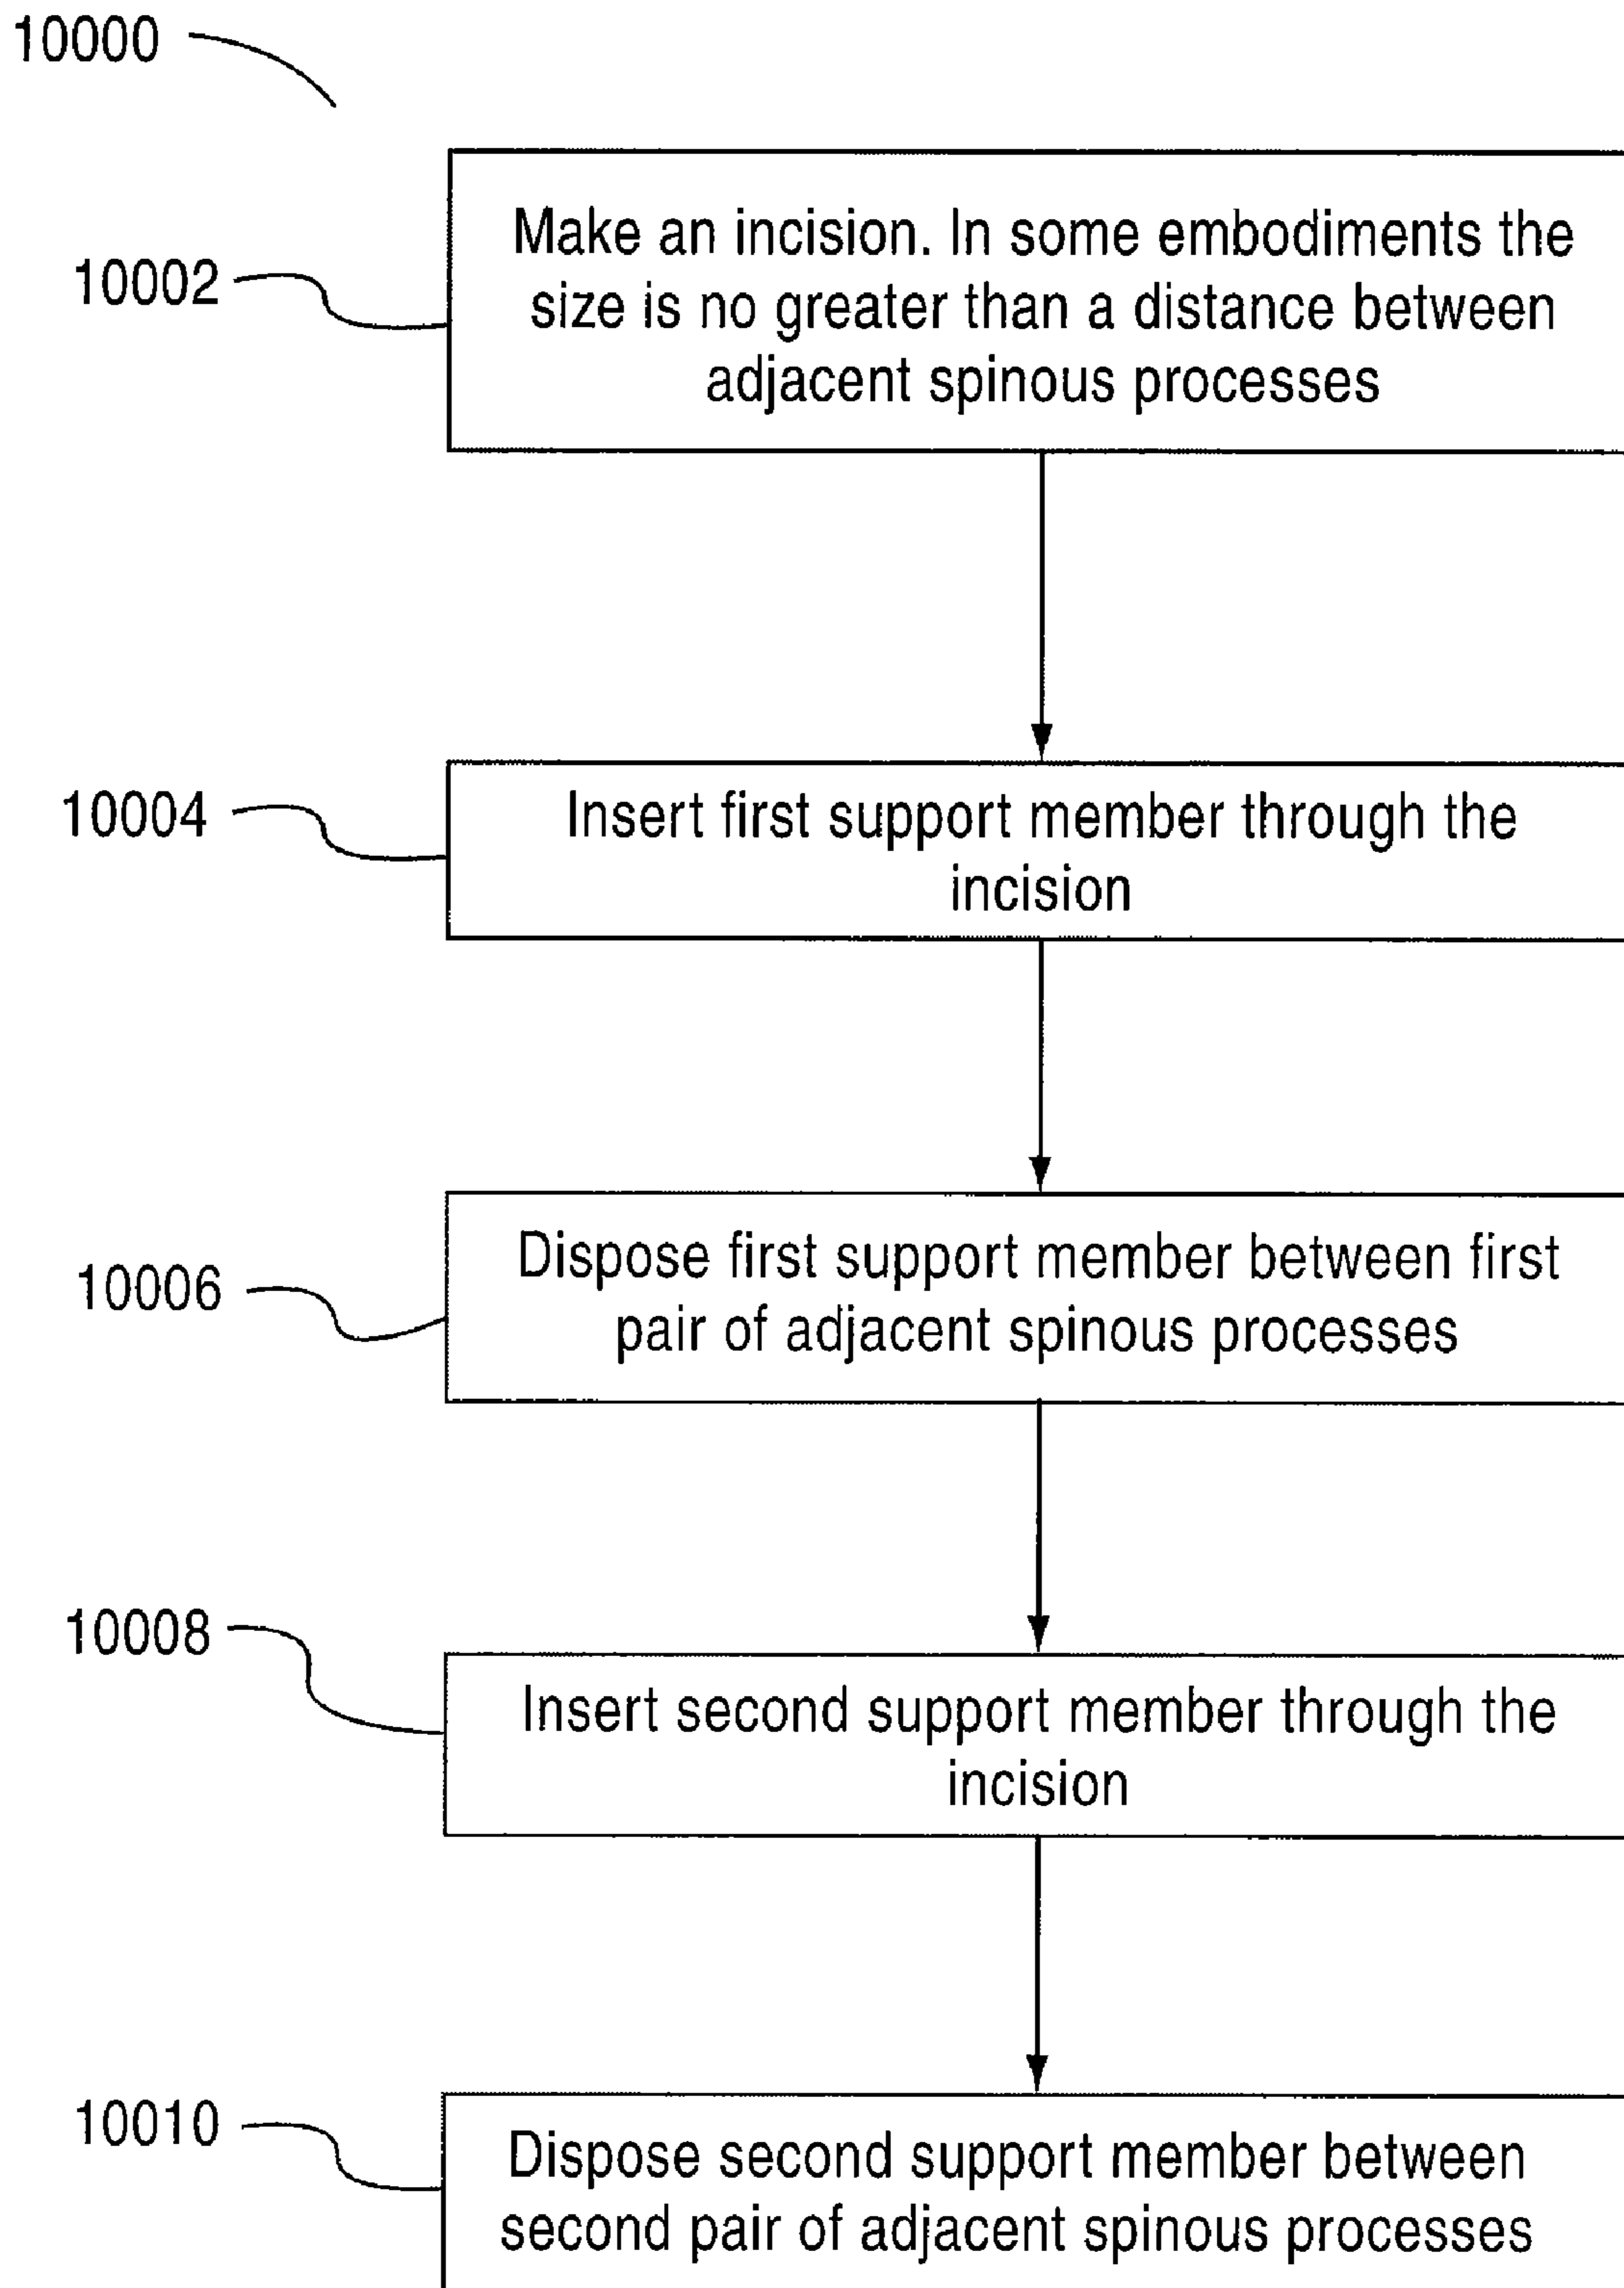 10000
10002
Make an incision. In some embodiments the
size is no greater than a distance between
adjacent spinous processes
10004
Insert first support member through the
incision
10006
Dispose first support member between first
pair of adjacent spinous processes
10008
Insert second support member through the
incision
10010
Dispose second support member between
second pair of adjacent spinous processes